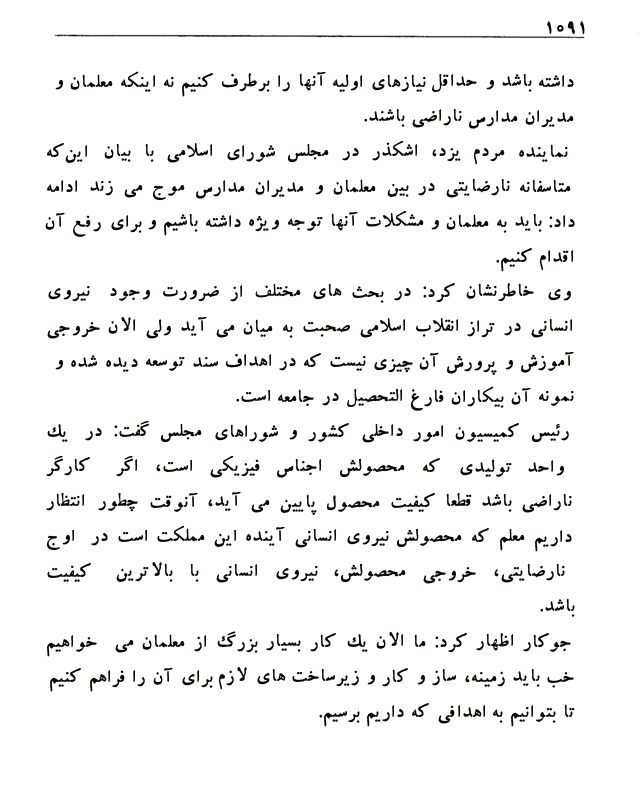 ۱۰۹۱
داشته باشد و حداقل نیازهای اولیه آنها را برطرف کنیم نه اینکه معلمان و
مدیران مدارس ناراضی باشند.
نماینده مردم یزد، اشکذر در مجلس شورای اسلامی با بیان این‌که
متاسفانه نارضایتی در بین معلمان و مدیران مدارس موج می زند ادامه
داد: باید به معلمان و مشکلات آنها توجه ویژه داشته باشیم و برای رفع آن
اقدام کنیم.
وی خاطرنشان کرد: در بحث های مختلف از ضرورت وجود نیروی
انسانی در تراز انقلاب اسلامی صحبت به میان می آید ولی الان خروجی
آموزش و پرورش آن چیزی نیست که در اهداف سند توسعه دیده شده و
نمونه آن بیکاران فارغ التحصیل در جامعه است.
رئیس کمیسیون امور داخلی کشور و شوراهای مجلس گفت: در یك
واحد تولیدی که محصولش اجناس فیزیکی است، اگر کارگر
ناراضی باشد قطعا کیفیت محصول پایین می آید، آنوقت چطور انتظار
داریم معلم که محصولش نیروی انسانی آینده این مملکت است در اوج
نارضایتی، خروجی محصولش، نیروی انسانی با بالاترین کیفیت
باشد.
جوکار اظهار کرد: ما الان یك کار بسیار بزرگ از معلمان می خواهیم
خب باید زمینه، ساز و کار و زیرساخت های لازم برای آن را فراهم کنیم
تا بتوانیم به اهدافی که داریم برسیم.